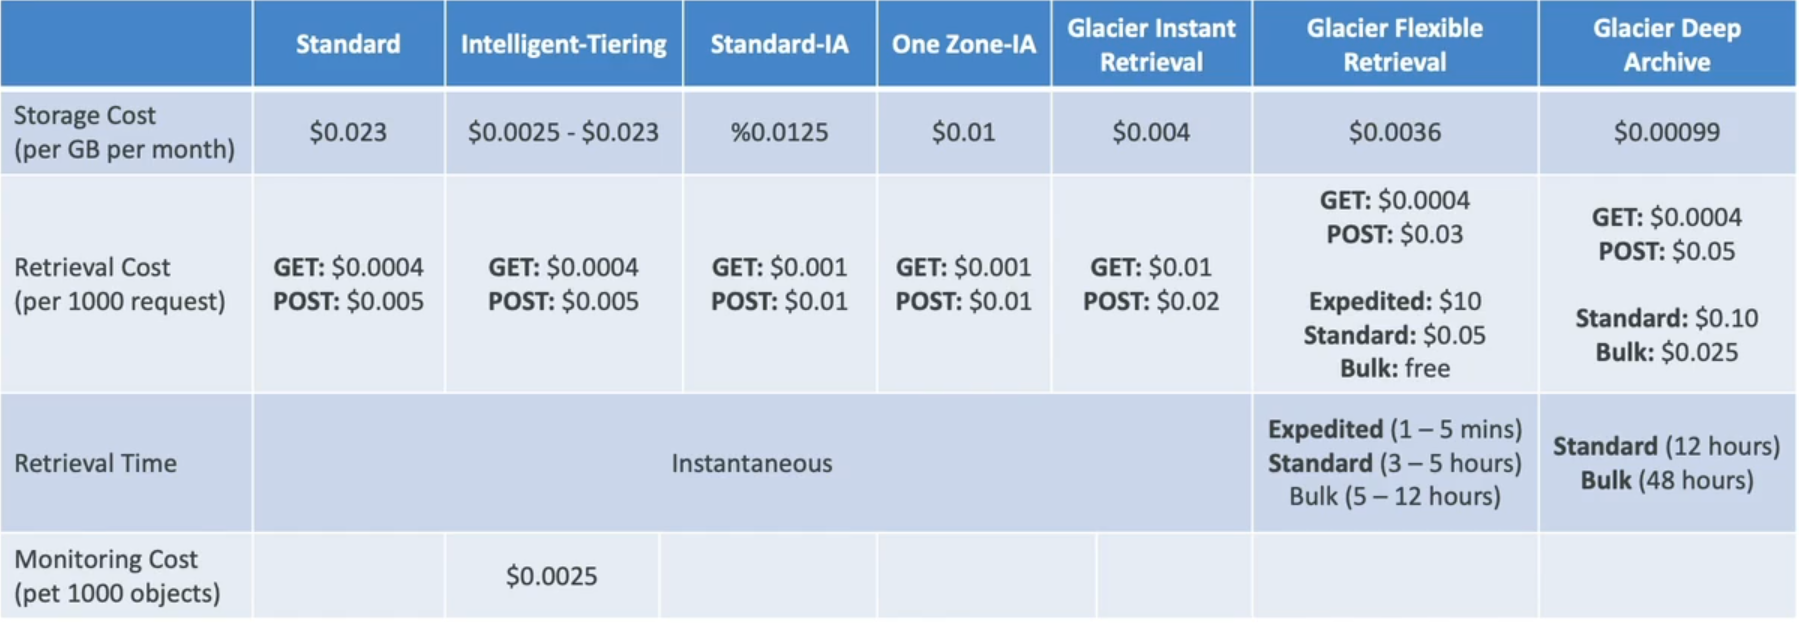 Standard
Intelligent-Tiering
Standard-IA
One Zone-IA
Glacier Instant
Retrieval
Glacier Flexible
Retrieval
Glacier Deep
Archive
Storage Cost
(per GB per month)
$0.023
$0.0025 - $0.023
%0.0125
$0.01
$0.004
$0.0036
$0.00099
Retrieval Cost
(per 1000 request)
GET: $0.0004
POST: $0.005
GET: $0.0004
POST: $0.005
GET: $0.001
POST: $0.01
GET: $0.001
POST: $0.01
GET: $0.01
POST: $0.02
GET: $0.0004
POST: $0.03
Expedited: $10
Standard: $0.05
Bulk: free
GET: $0.0004
POST: $0.05
Standard: $0.10
Bulk: $0.025
Retrieval Time
Instantaneous
Expedited (1 – 5 mins)
Standard (3 – 5 hours)
Bulk (5 – 12 hours)
Standard (12 hours)
Bulk (48 hours)
Monitoring Cost
(pet 1000 objects)
$0.0025